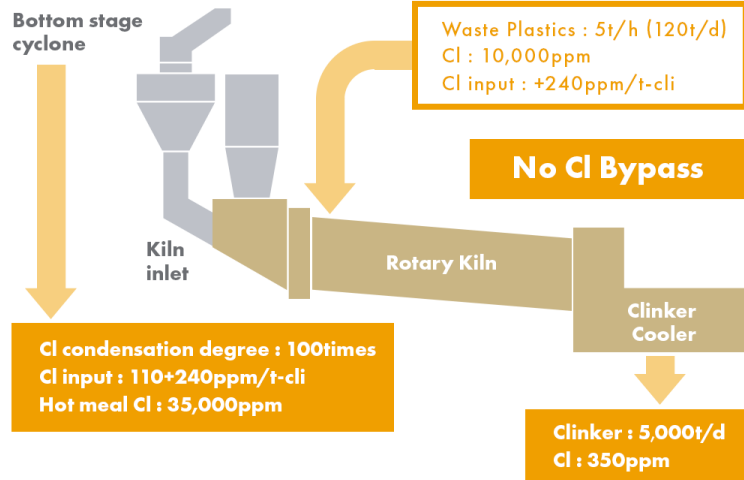 Bottom stage
cyclone
Waste Plastics : 5t/h (120t/d)
Cl : 10,000ppm
Cl input : +240ppm/t-cli
No Cl Bypass
Kiln
inlet
Rotary Kiln
Clinker
Cooler
Cl condensation degree : 100times
Cl input : 110+240ppm/t-cli
Hot meal Cl : 35,000ppm
Clinker : 5,000t/d
Cl : 350ppm